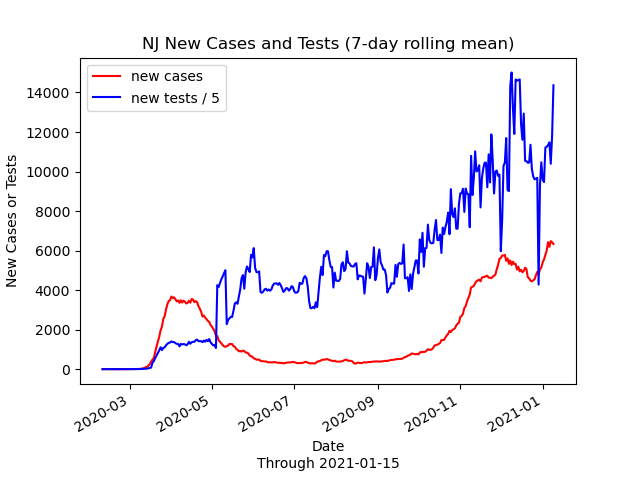 NJ New Cases and Tests (7-day rolling mean)
new cases
new tests / 5
New Cases or Tests
14000
12000
10000
8000
6000
4000
2000
0
2020-03
2020-05
2020-07
2020-09
2020-11
2021-01
Date
Through 2021-01-15